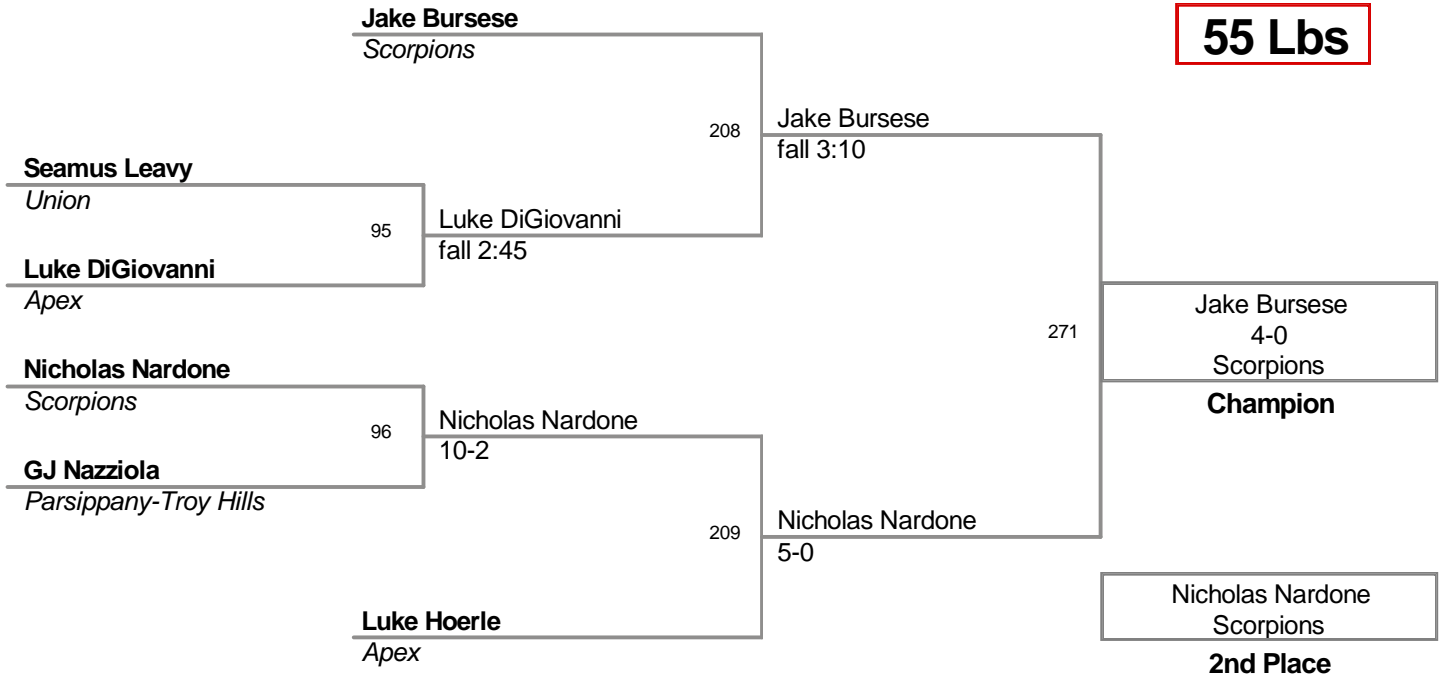 Jake Bursese
Scorpions
55 Lbs
208
Jake Bursese
fall 3:10
Seamus Leavy
Union
95
Luke DiGiovanni
fall 2:45
Luke DiGiovanni
Apex
271
Jake Bursese
4-0
Scorpions
Champion
Nicholas Nardone
Scorpions
96
Nicholas Nardone
10-2
GJ Nazziola
Parsippany-Troy Hills
209
Nicholas Nardone
5-0
Luke Hoerle
Apex
Nicholas Nardone
Scorpions
2nd Place